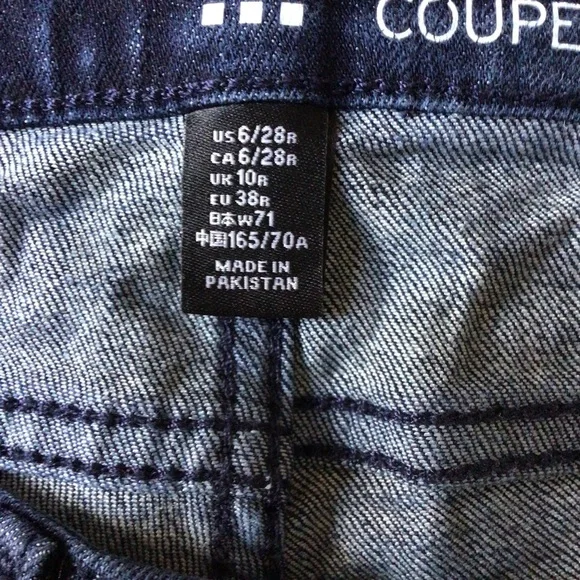 COUPE
US 6/28R
CA 6/28R
UK 10R
EU 38R
日本 W71
中国 165/70A
MADE IN
PAKISTAN